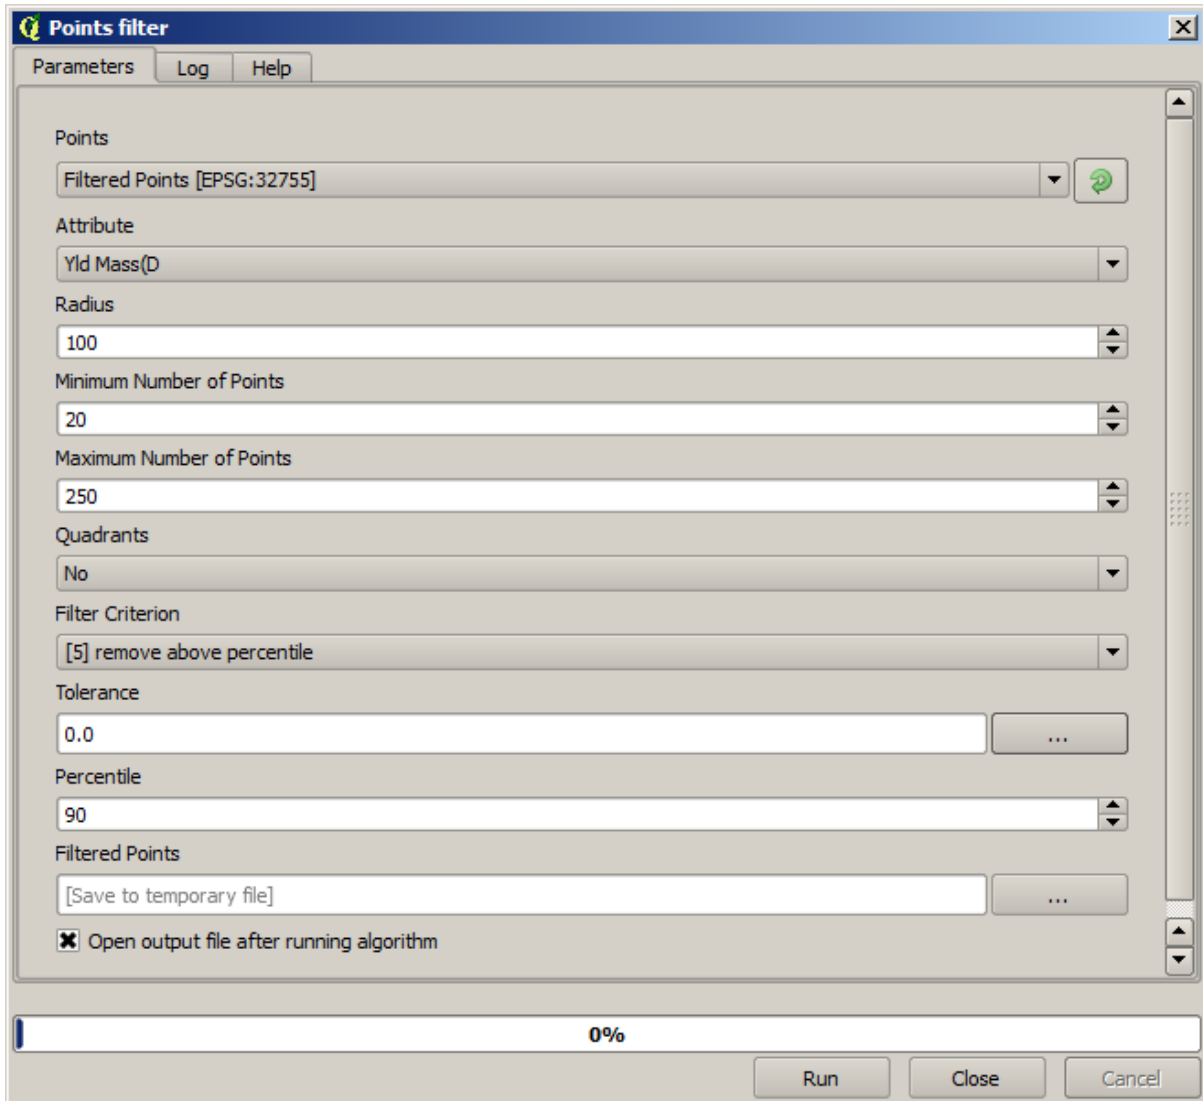 Points filter
Parameters Log Help
Points
Filtered Points [EPSG:32755]
Attribute
Yld Mass(D
Radius
100
Minimum Number of Points
20
Maximum Number of Points
250
Quadrants
No
Filter Criterion
[5] remove above percentile
Tolerance
0.0 ...
Percentile
90
Filtered Points
[Save to temporary file] ...
Open output file after running algorithm
0%
Run Close Cancel